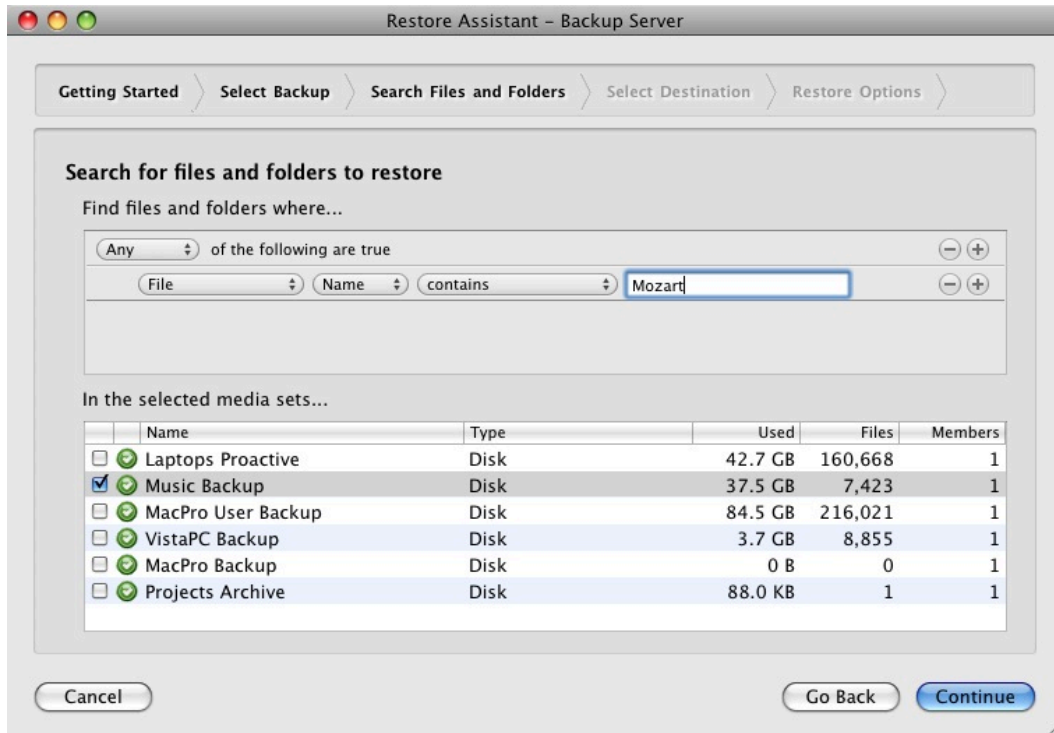 Restore Assistant – Backup Server
Getting Started Select Backup Search Files and Folders Select Destination Restore Options
Search for files and folders to restore
Find files and folders where...
Any of the following are true
File Name contains Mozart
In the selected media sets...
Name Type Used Files Members
Laptops Proactive Disk 42.7 GB 160,668 1
Music Backup Disk 37.5 GB 7,423 1
MacPro User Backup Disk 84.5 GB 216,021 1
VistaPC Backup Disk 3.7 GB 8,855 1
MacPro Backup Disk 0 B 0 1
Projects Archive Disk 88.0 KB 1 1
Cancel Go Back Continue